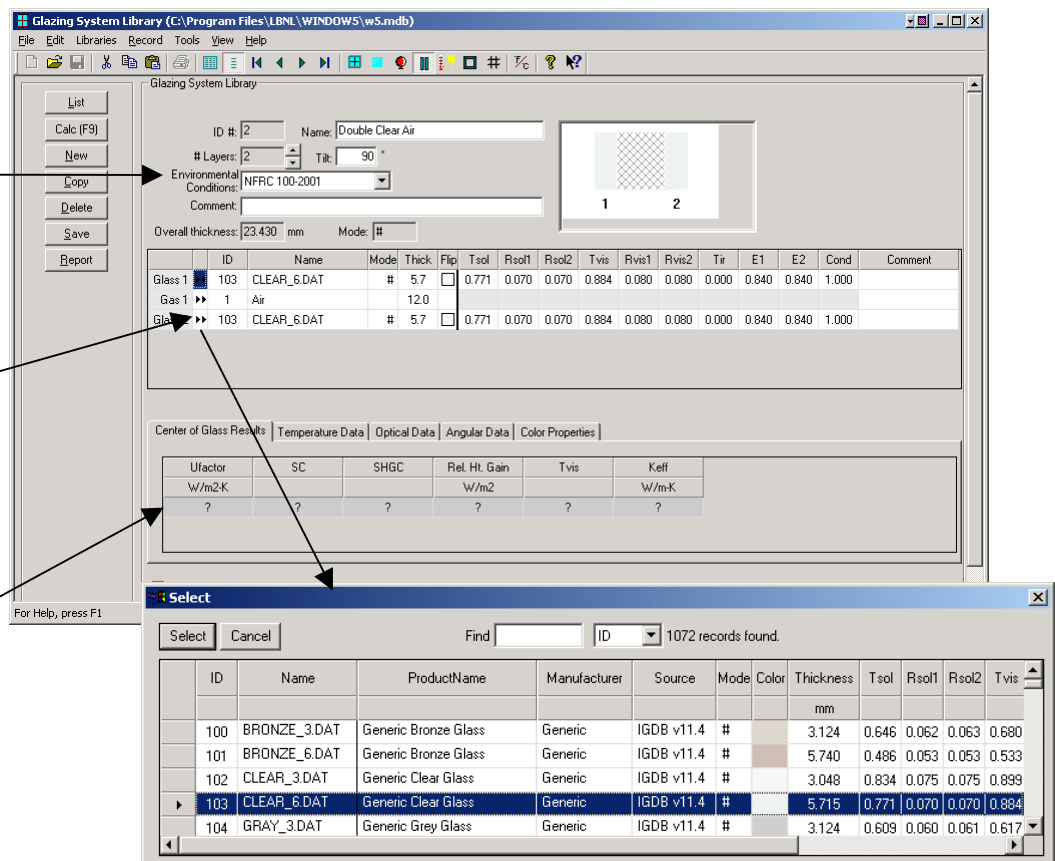 Glazing System Library (C:\Program Files\LBNL\WINDOW5\w5.mdb)
File Edit Libraries Record Tools View Help
Glazing System Library
List
Calc (F9)
New
Copy
Delete
Save
Report
ID #: 2 Name: Double Clear Air
# Layers: 2 Tilt: 90 °
Environmental
Conditions: NFRC 100-2001
Comment:
Overall thickness: 23.430 mm Mode: #
1 2
ID Name Mode Thick Flip Tsol Rsol1 Rsol2 Tvis Rvis1 Rvis2 Tir E1 E2 Cond Comment
Glass 1 103 CLEAR_6.DAT # 5.7 0.771 0.070 0.070 0.884 0.080 0.080 0.000 0.840 0.840 1.000
Gas 1 1 Air 12.0
Glass 2 103 CLEAR_6.DAT # 5.7 0.771 0.070 0.070 0.884 0.080 0.080 0.000 0.840 0.840 1.000
Center of Glass Results Temperature Data Optical Data Angular Data Color Properties
Ufactor SC SHGC Rel. Ht. Gain Tvis Keff
W/m2-K W/m2 W/m-K
? ? ? ? ? ?
For Help, press F1
Select
Select Cancel Find ID 1072 records found.
ID Name ProductName Manufacturer Source Mode Color Thickness Tsol Rsol1 Rsol2 Tvis
mm
100 BRONZE_3.DAT Generic Bronze Glass Generic IGDB v11.4 # 3.124 0.646 0.062 0.063 0.680
101 BRONZE_6.DAT Generic Bronze Glass Generic IGDB v11.4 # 5.740 0.486 0.053 0.053 0.533
102 CLEAR_3.DAT Generic Clear Glass Generic IGDB v11.4 # 3.048 0.834 0.075 0.075 0.899
103 CLEAR_6.DAT Generic Clear Glass Generic IGDB v11.4 # 5.715 0.771 0.070 0.070 0.884
104 GRAY_3.DAT Generic Grey Glass Generic IGDB v11.4 # 3.124 0.609 0.060 0.061 0.617